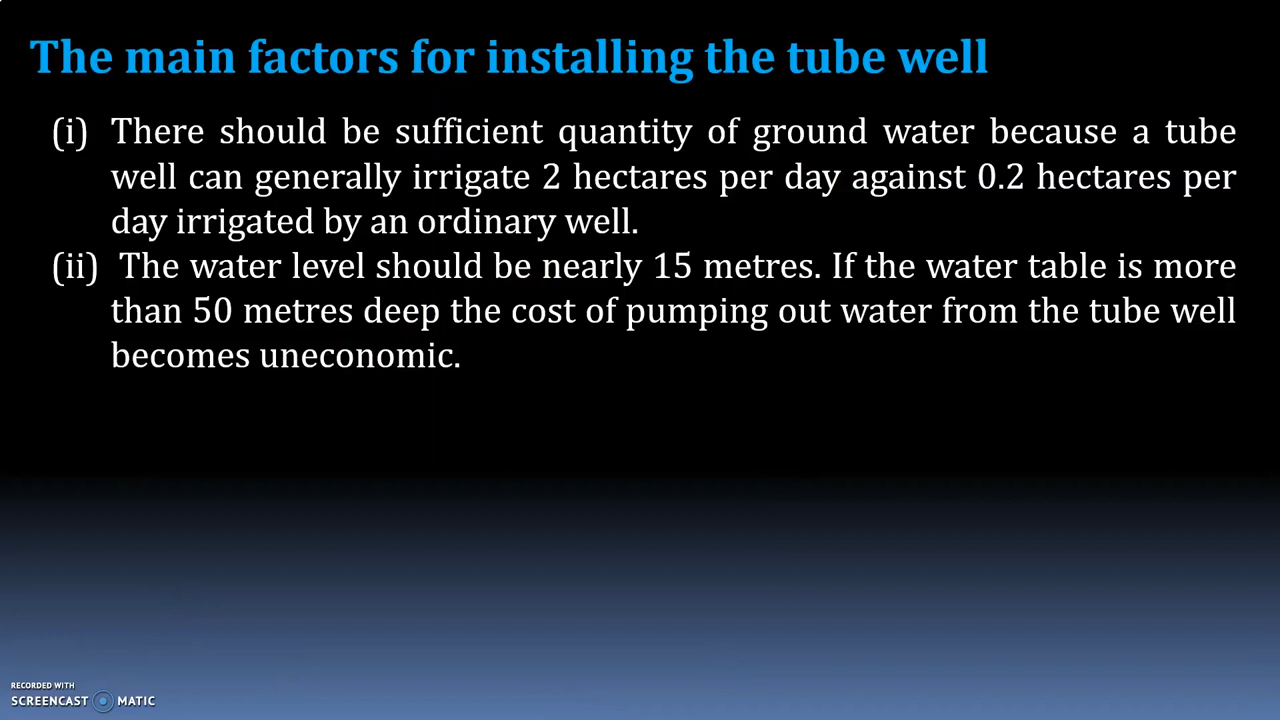 The main factors for installing the tube well
(i) There should be sufficient quantity of ground water because a tube
well can generally irrigate 2 hectares per day against 0.2 hectares per
day irrigated by an ordinary well.
(ii) The water level should be nearly 15 metres. If the water table is more
than 50 metres deep the cost of pumping out water from the tube well
becomes uneconomic.
RECORDED WITH
SCREENCAST MATIC